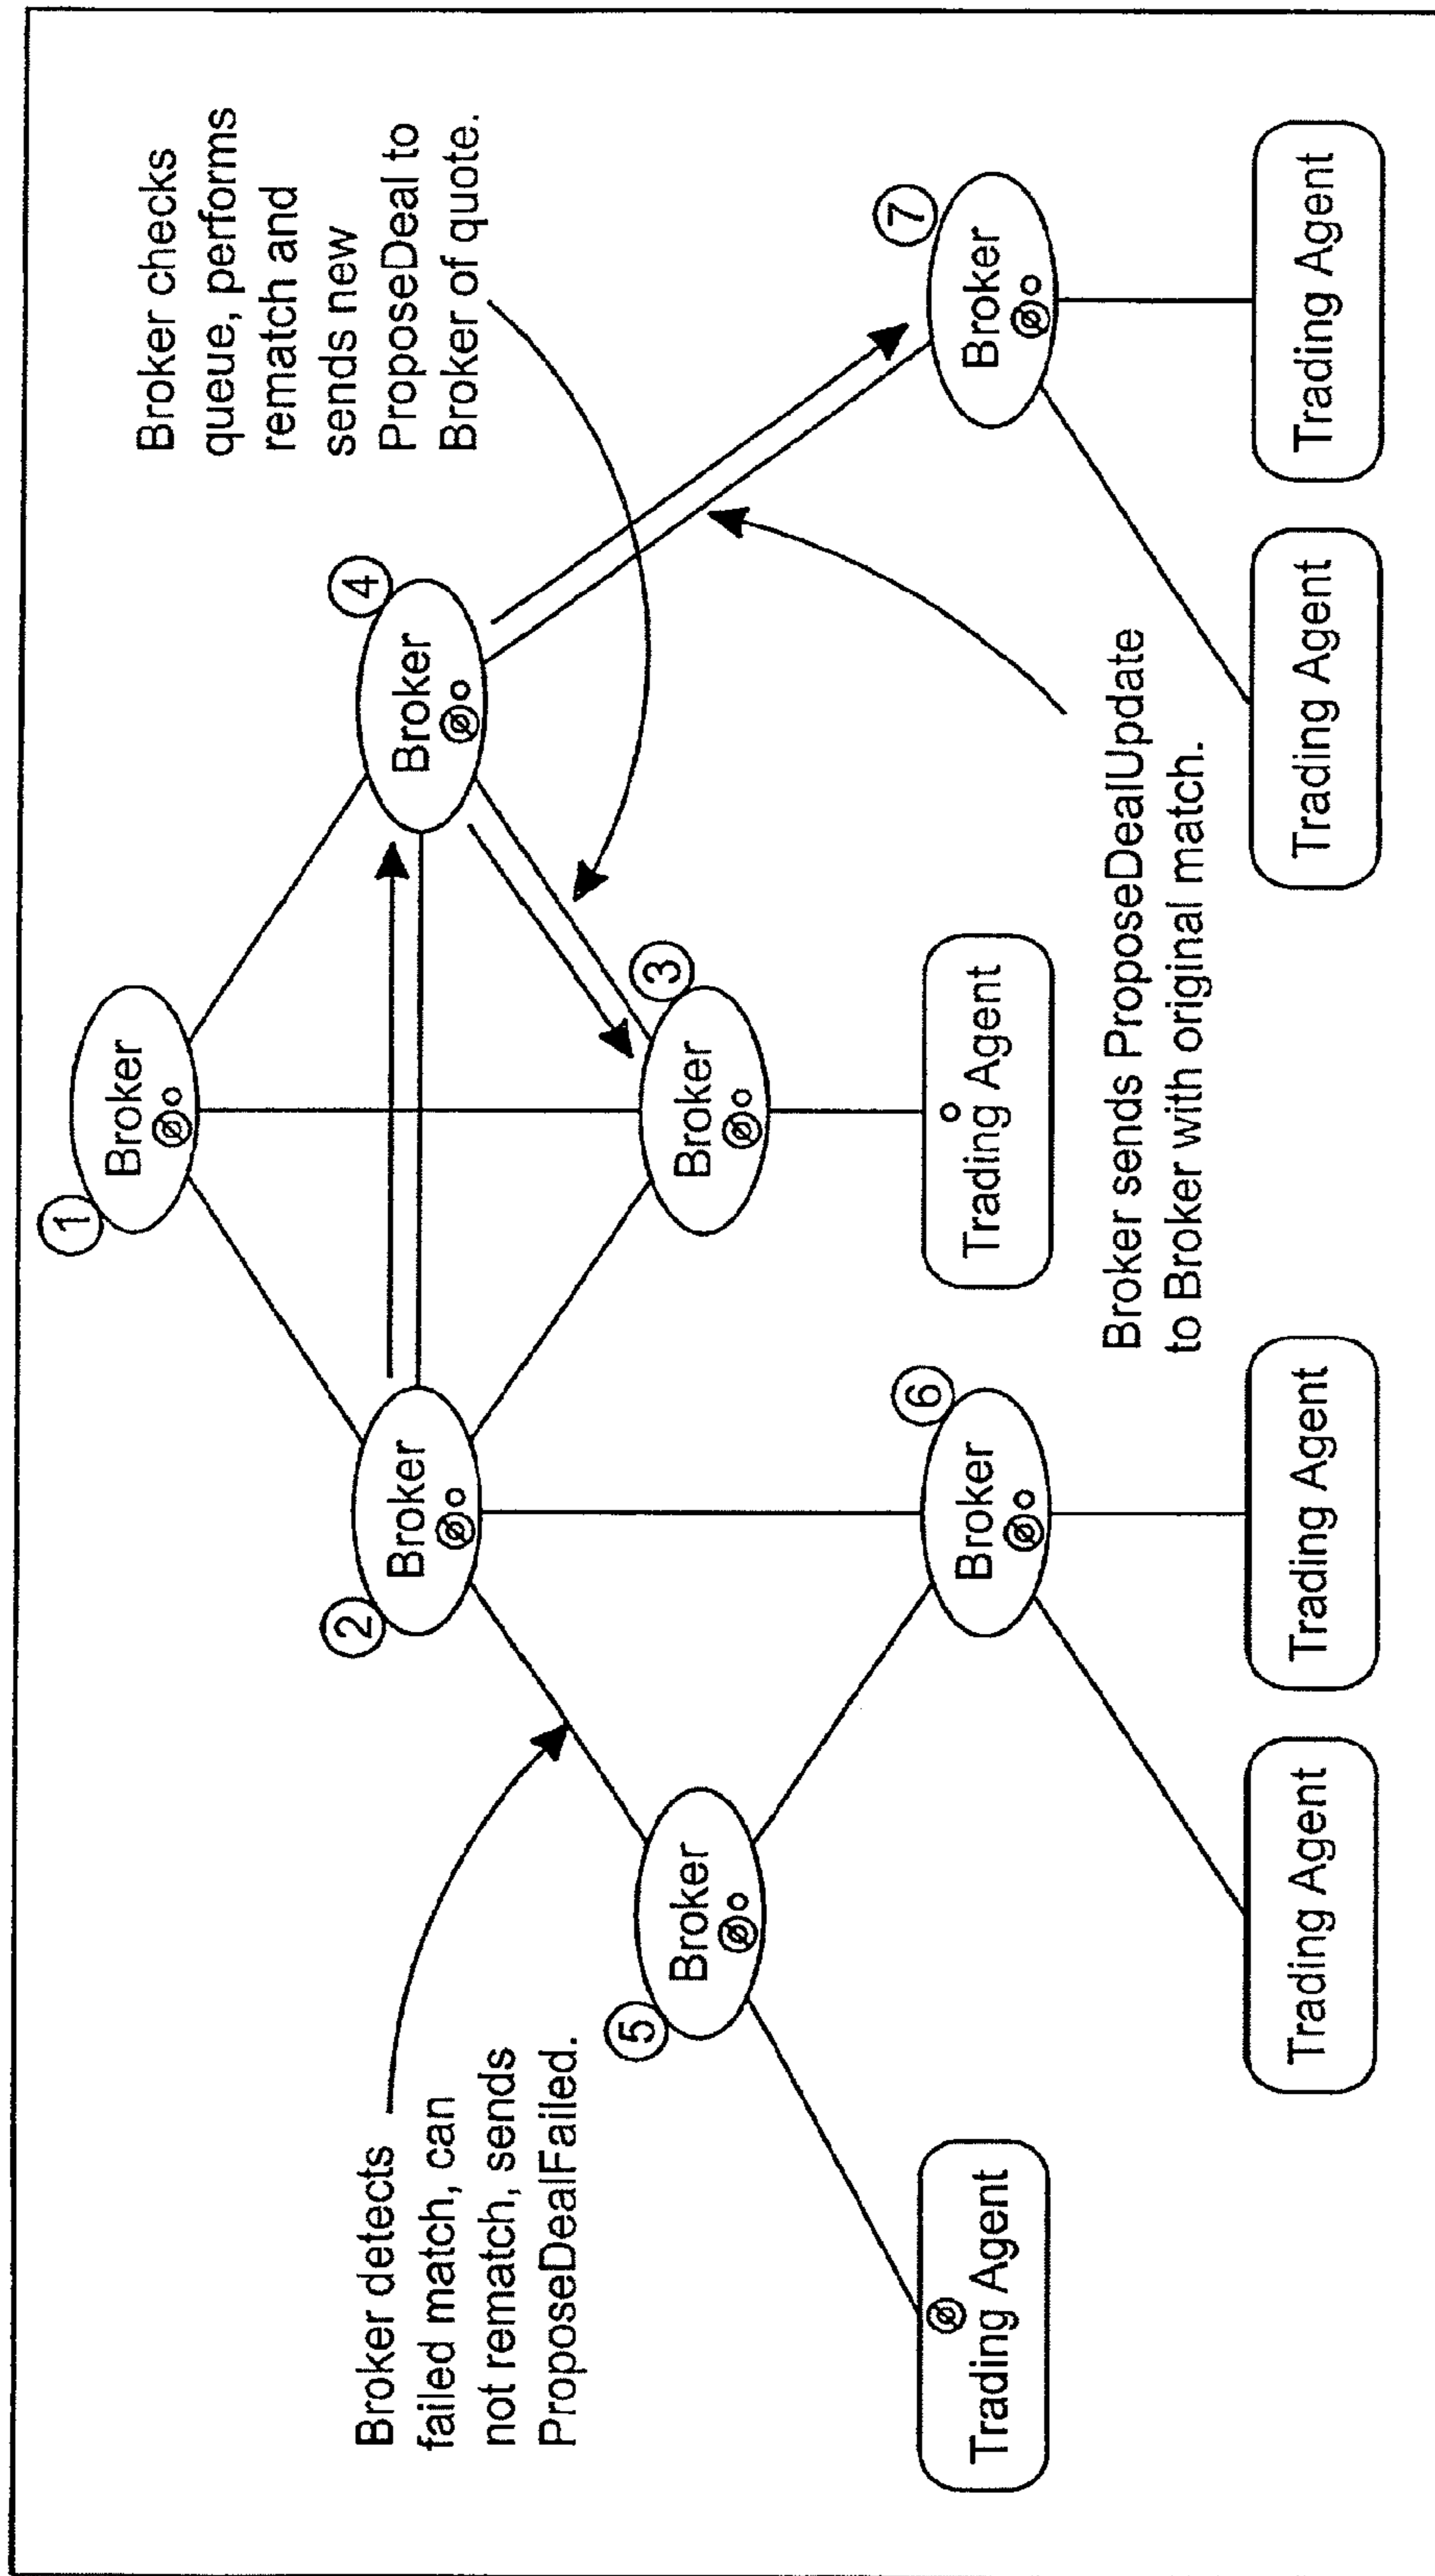 1
Broker
Broker checks
queue, performs
rematch and
sends new
ProposeDeal to
Broker of quote.
2
Broker
4
Broker
Broker detects
failed match, can
not rematch, sends
ProposeDealFailed.
5
Broker
3
Broker
6
Broker
7
Broker
Trading Agent
Trading Agent
Broker sends ProposeDealUpdate
to Broker with original match.
Trading Agent
Trading Agent
Trading Agent
Trading Agent